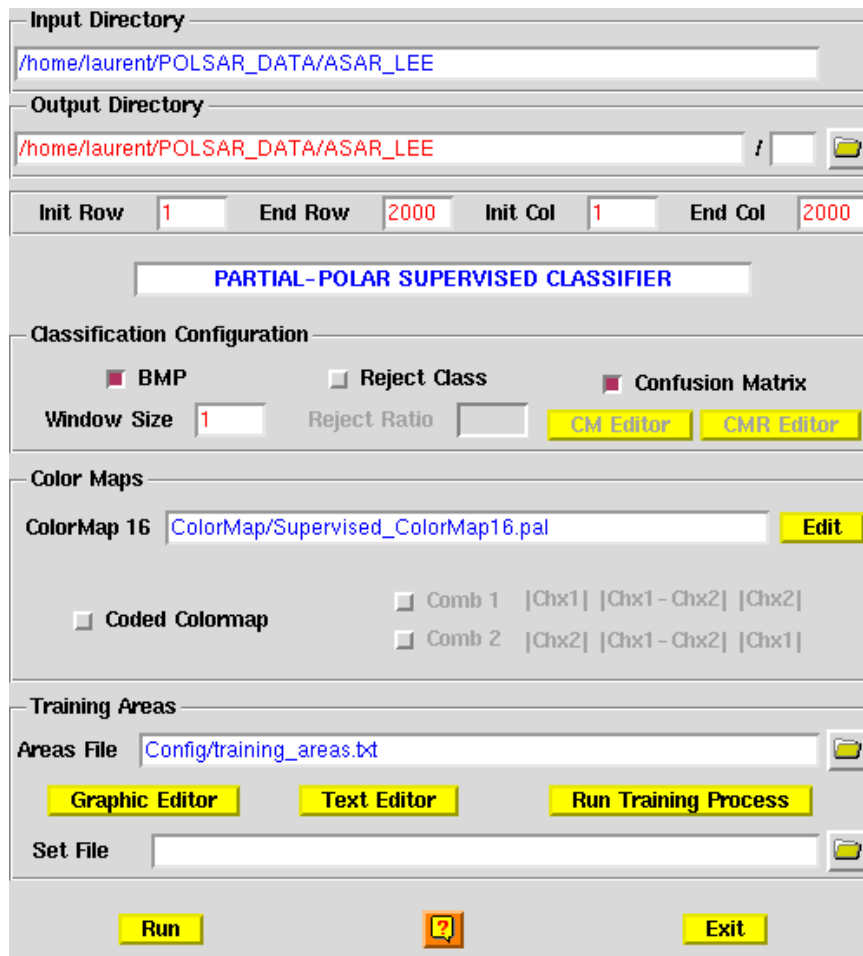 Input Directory
/home/laurent/POLSAR_DATA/ASAR_LEE
Output Directory
/home/laurent/POLSAR_DATA/ASAR_LEE /
Init Row 1 End Row 2000 Init Col 1 End Col 2000
PARTIAL-POLAR SUPERVISED CLASSIFIER
Classification Configuration
BMP Reject Class Confusion Matrix
Window Size 1 Reject Ratio CM Editor CMR Editor
Color Maps
ColorMap 16 ColorMap/Supervised_ColorMap16.pal Edit
Coded Colormap
Comb 1 |Chx1| |Chx1-Chx2| |Chx2|
Comb 2 |Chx2| |Chx1-Chx2| |Chx1|
Training Areas
Areas File Config/training_areas.txt
Graphic Editor Text Editor Run Training Process
Set File
Run ? Exit